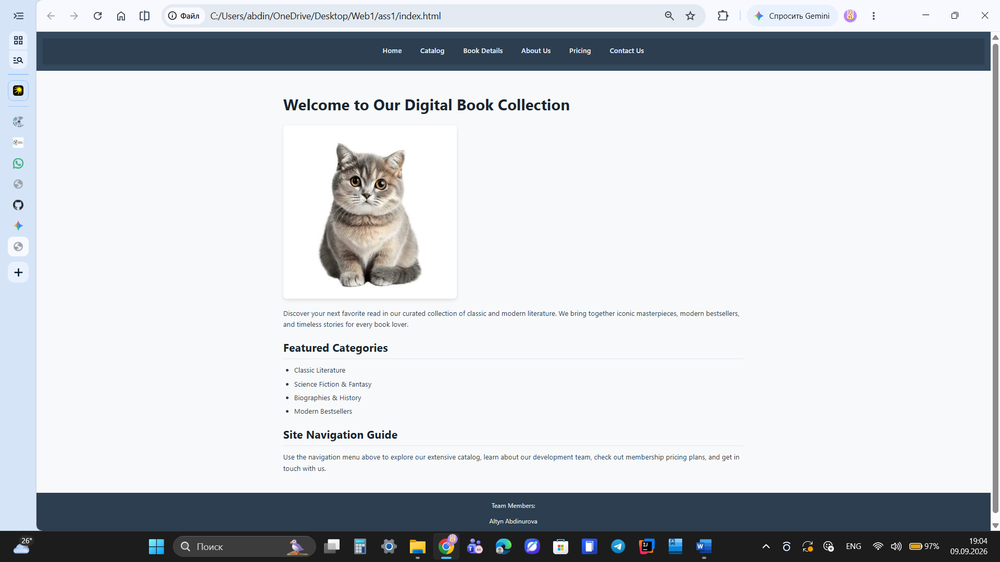 Файл
C:/Users/abdin/OneDrive/Desktop/Web1/ass1/index.html
Спросить Gemini
Home
Catalog
Book Details
About Us
Pricing
Contact Us
Welcome to Our Digital Book Collection
Discover your next favorite read in our curated collection of classic and modern literature. We bring together iconic masterpieces, modern bestsellers,
and timeless stories for every book lover.
Featured Categories
Classic Literature
Science Fiction & Fantasy
Biographies & History
Modern Bestsellers
Site Navigation Guide
Use the navigation menu above to explore our extensive catalog, learn about our development team, check out membership pricing plans, and get in
touch with us.
Team Members:
Altyn Abdinurova
26°
Поиск
ENG
97%
19:04
09.09.2026